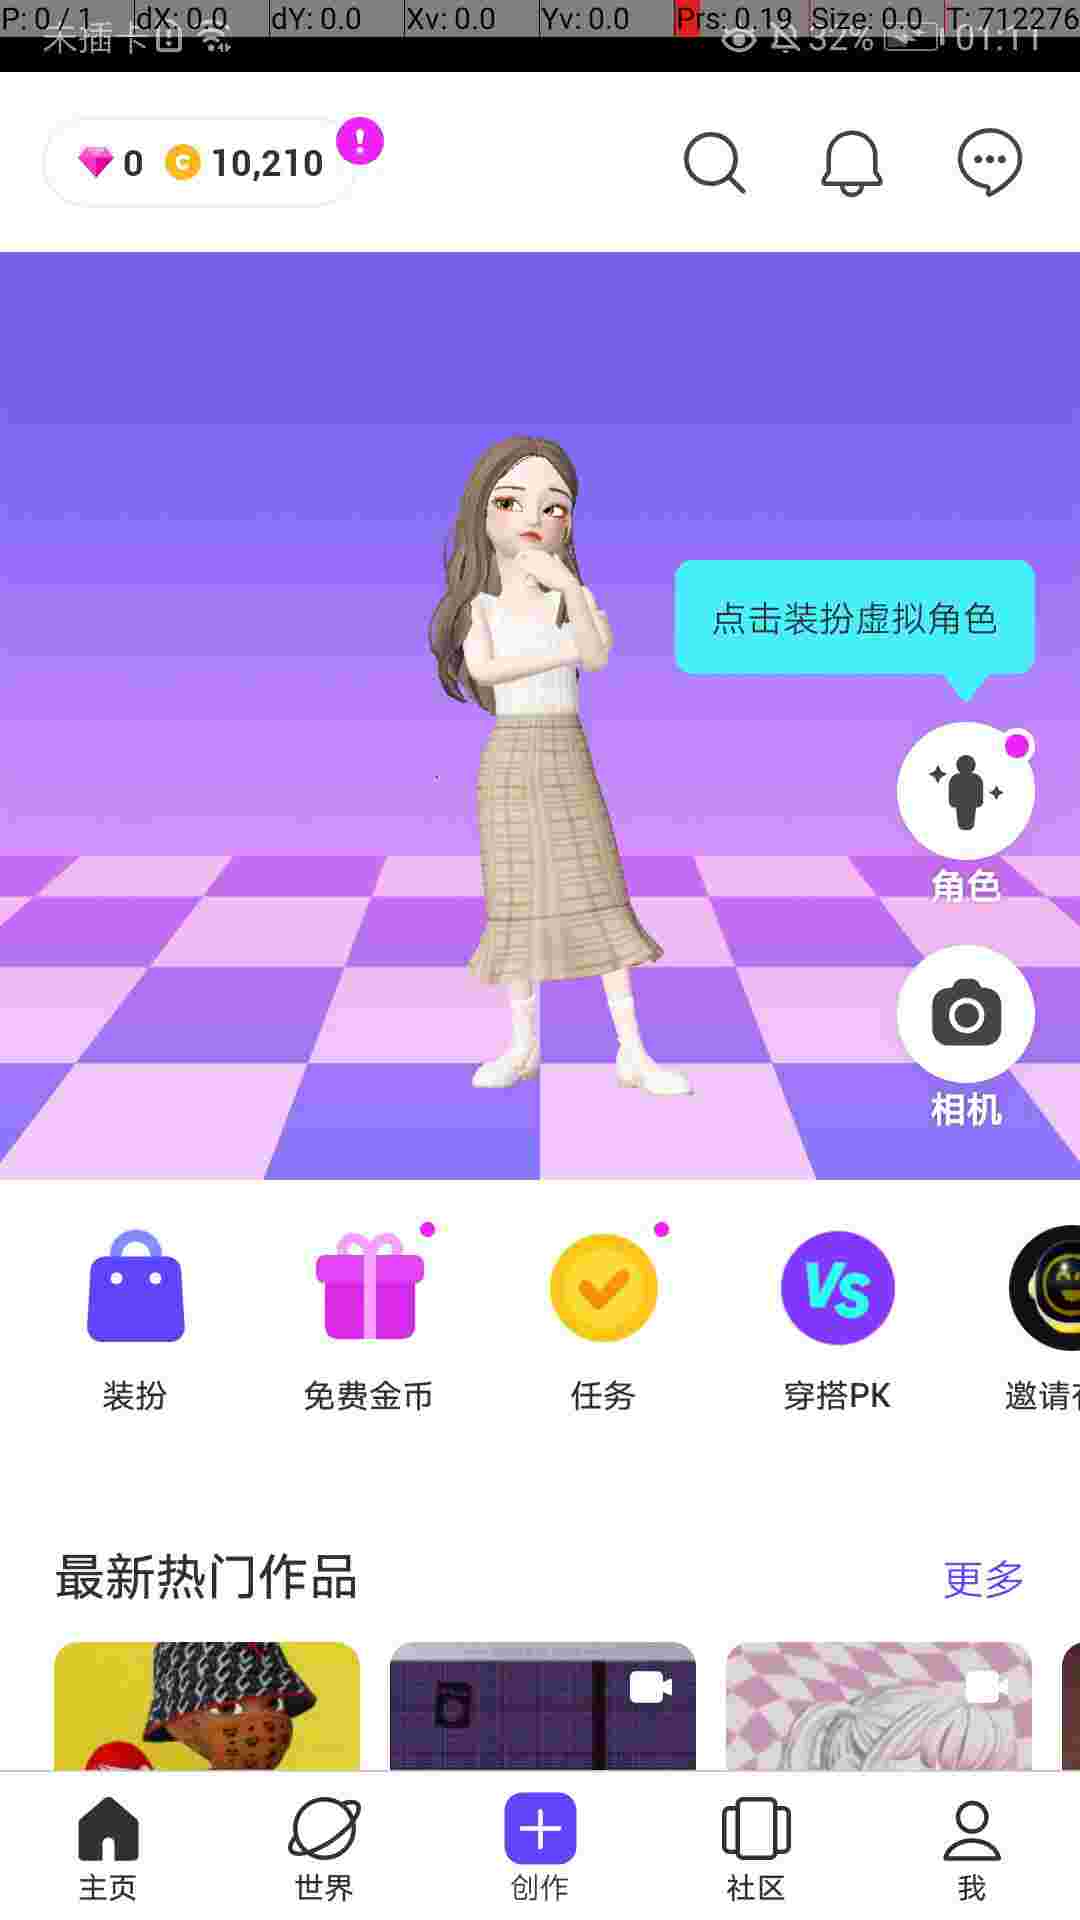 P: 0 / 1 dX: 0.0 dY: 0.0 Xv: 0.0 Yv: 0.0 Prs: 0.19 Size: 0.0 T: 712276
未插卡 32% 01:11
0 C 10,210
点击装扮虚拟角色
角色
相机
VS
装扮 免费金币 任务 穿搭PK 邀请
最新热门作品 更多
主页 世界 创作 社区 我